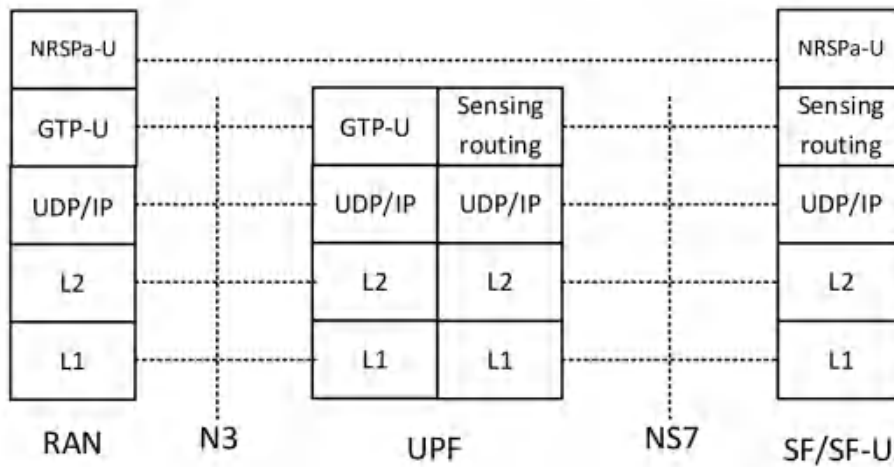 NRSPa-U NRSPa-U
GTP-U GTP-U Sensing routing Sensing routing
UDP/IP UDP/IP UDP/IP UDP/IP
L2 L2 L2 L2
L1 L1 L1 L1
RAN N3 UPF NS7 SF/SF-U